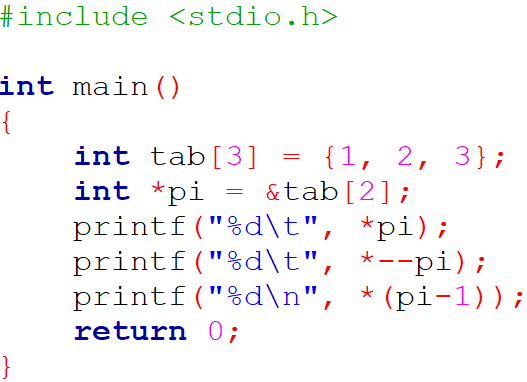 #include <stdio.h>

int main()
{
    int tab[3] = {1, 2, 3};
    int *pi = &tab[2];
    printf("%d\t", *pi);
    printf("%d\t", *--pi);
    printf("%d\n", *(pi-1));
    return 0;
}